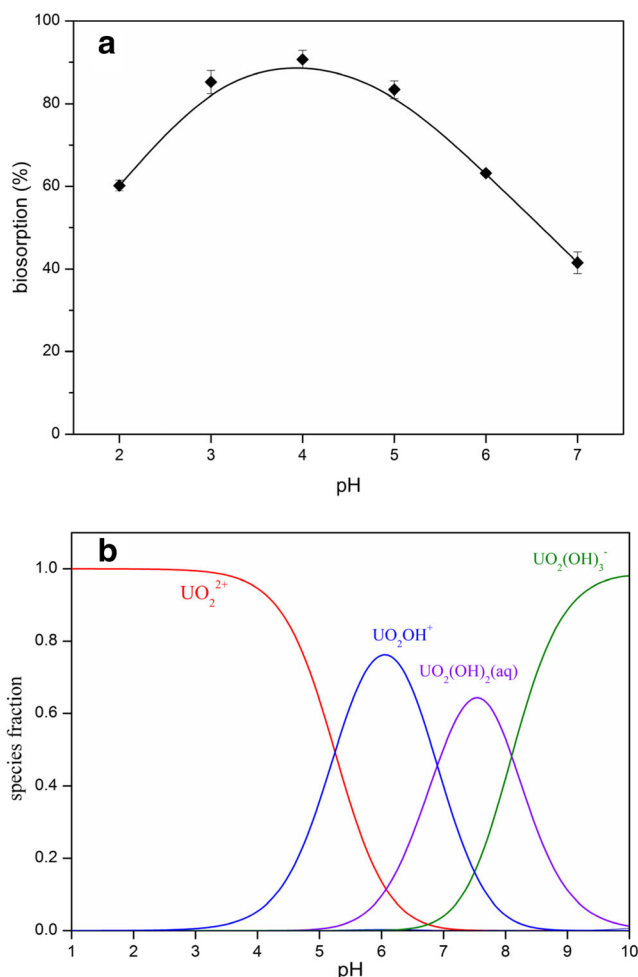 a
100
80
60
40
20
0
biosorption (%)
2 3 4 5 6 7
pH
b
1.0
0.8
0.6
0.4
0.2
0.0
species fraction
UO₂²⁺
UO₂OH⁺
UO₂(OH)₂(aq)
UO₂(OH)₃⁻
1 2 3 4 5 6 7 8 9 10
pH